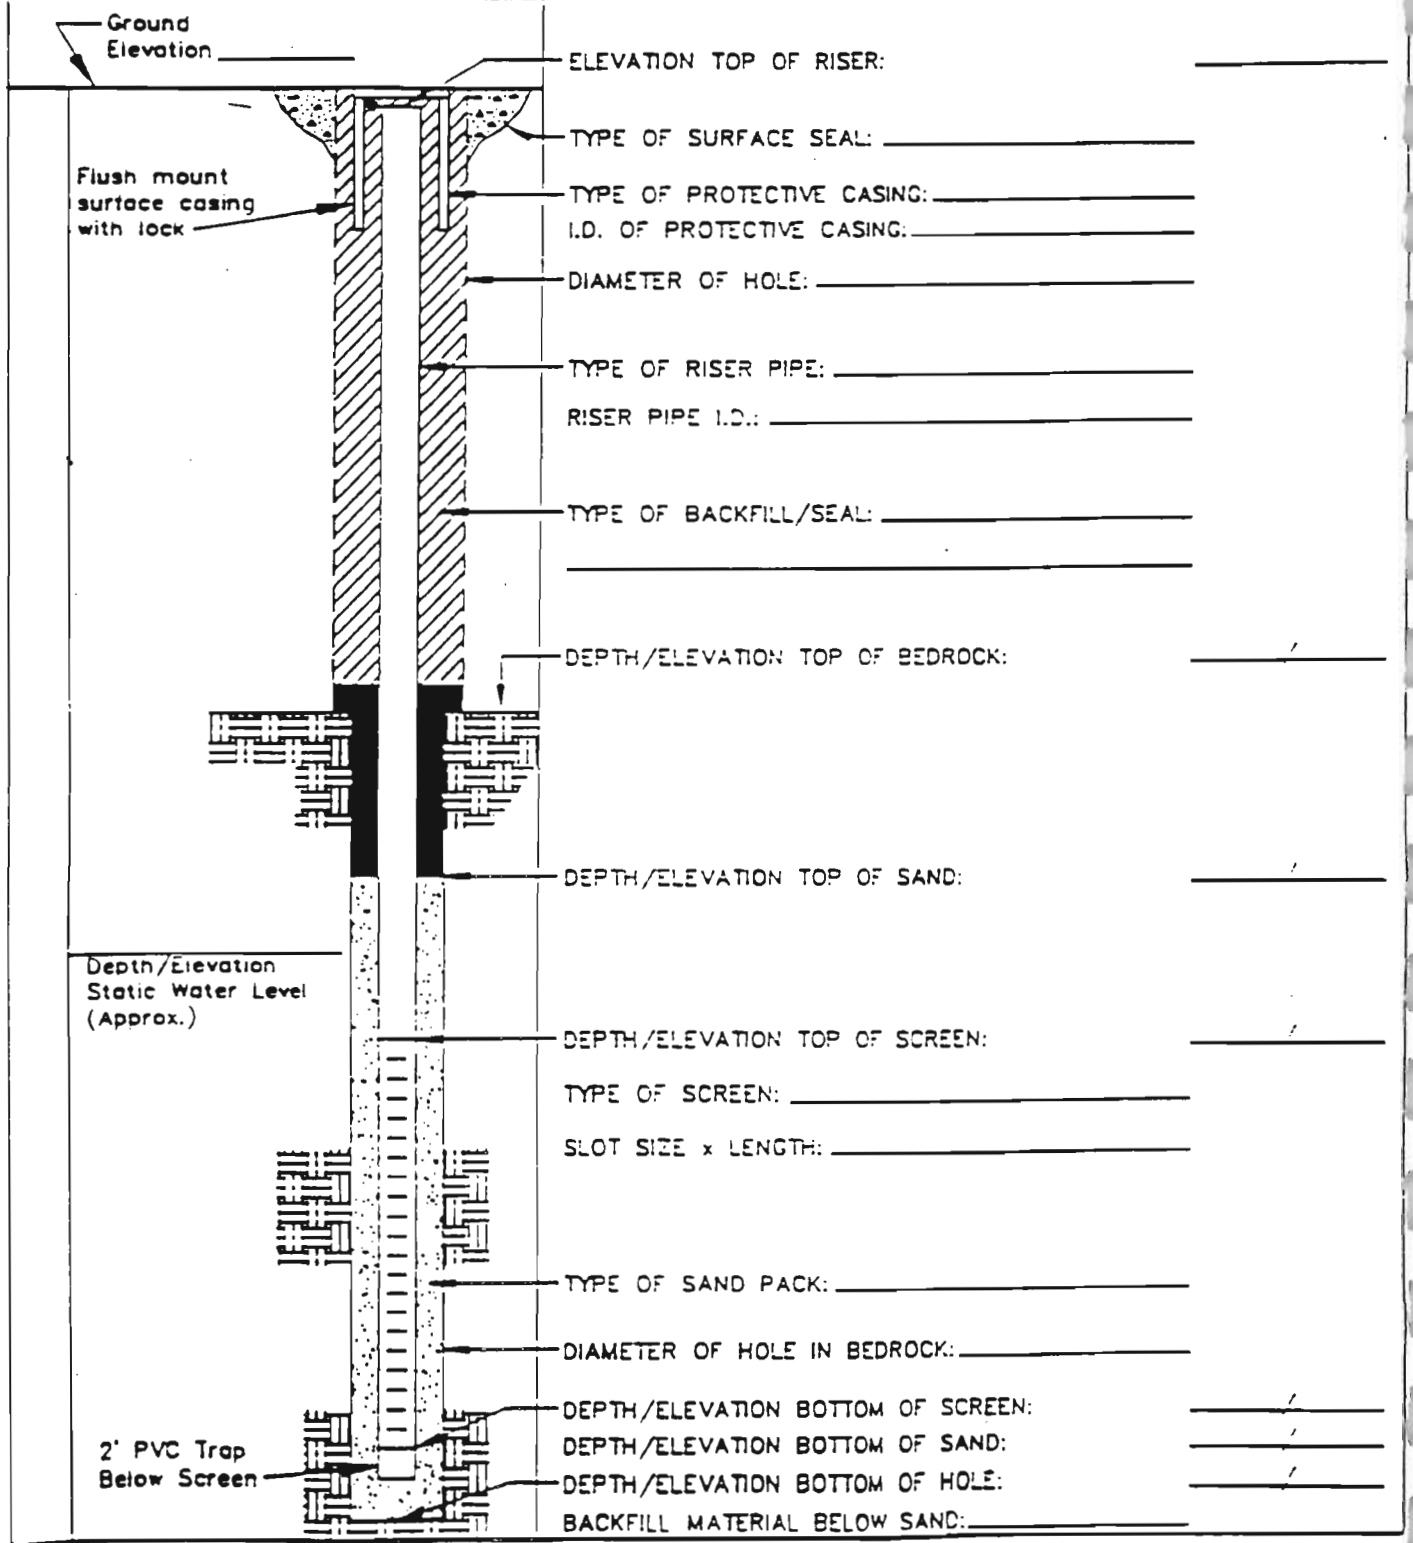 Ground
Elevation
ELEVATION TOP OF RISER:
TYPE OF SURFACE SEAL:
Flush mount
surface casing
with lock
TYPE OF PROTECTIVE CASING:
I.D. OF PROTECTIVE CASING:
DIAMETER OF HOLE:
TYPE OF RISER PIPE:
RISER PIPE I.D.:
TYPE OF BACKFILL/SEAL:
DEPTH/ELEVATION TOP OF BEDROCK: /
DEPTH/ELEVATION TOP OF SAND: /
Depth/Elevation
Static Water Level
(Approx.)
DEPTH/ELEVATION TOP OF SCREEN: /
TYPE OF SCREEN:
SLOT SIZE x LENGTH:
TYPE OF SAND PACK:
DIAMETER OF HOLE IN BEDROCK:
DEPTH/ELEVATION BOTTOM OF SCREEN: /
2' PVC Trap
Below Screen
DEPTH/ELEVATION BOTTOM OF SAND: /
DEPTH/ELEVATION BOTTOM OF HOLE: /
BACKFILL MATERIAL BELOW SAND: